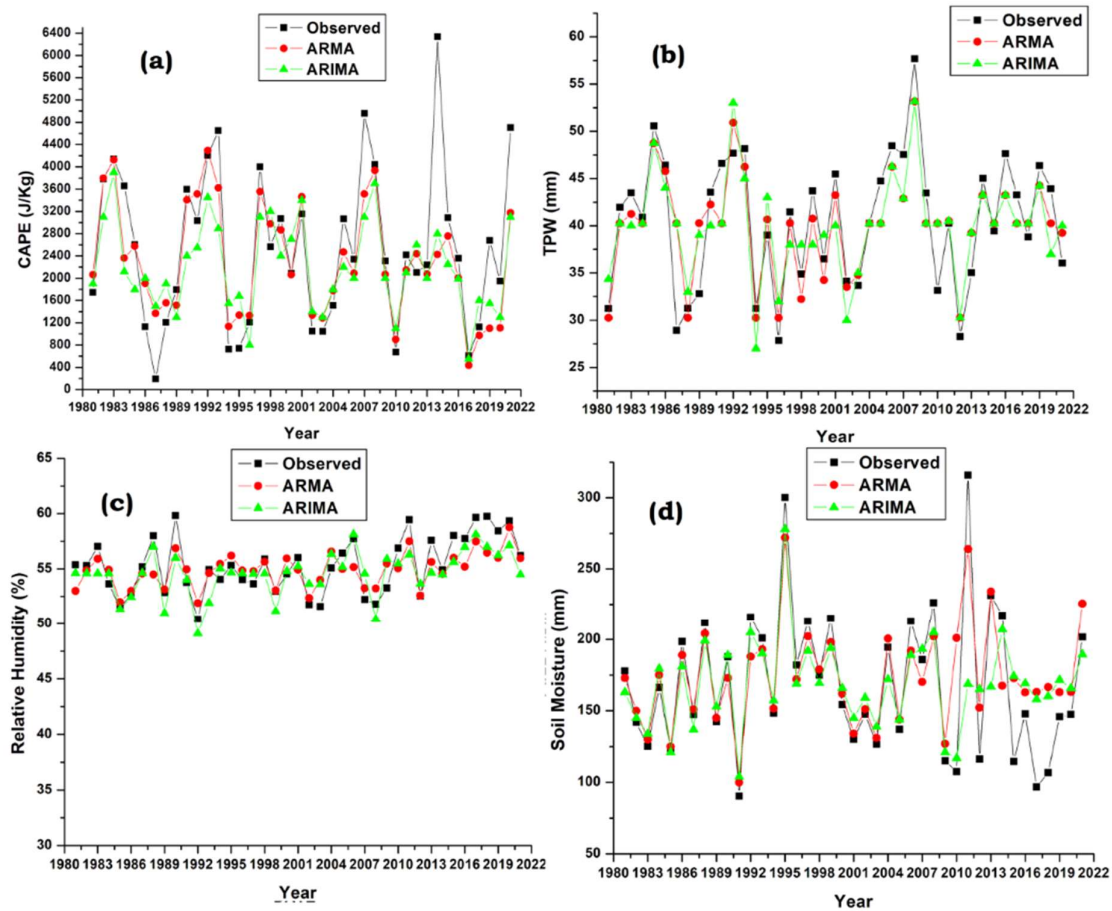 Observed
ARMA
ARIMA
(a)
CAPE (J/Kg)
6400
6000
5600
5200
4800
4400
4000
3600
3200
2800
2400
2000
1600
1200
800
400
0
1980 1983 1986 1989 1992 1995 1998 2001 2004 2007 2010 2013 2016 2019 2022
Year
Observed
ARMA
ARIMA
(b)
TPW (mm)
60
55
50
45
40
35
30
25
1980 1983 1986 1989 1992 1995 1998 2001 2004 2007 2010 2013 2016 2019 2022
Year
Observed
ARMA
ARIMA
(c)
Relative Humidity (%)
65
60
55
50
45
40
35
30
1980 1983 1986 1989 1992 1995 1998 2001 2004 2007 2010 2013 2016 2019 2022
Year
Observed
ARMA
ARIMA
(d)
Soil Moisture (mm)
300
250
200
150
100
50
1980 1983 1986 1989 1992 1995 1998 2001 2004 2007 2010 2013 2016 2019 2022
Year